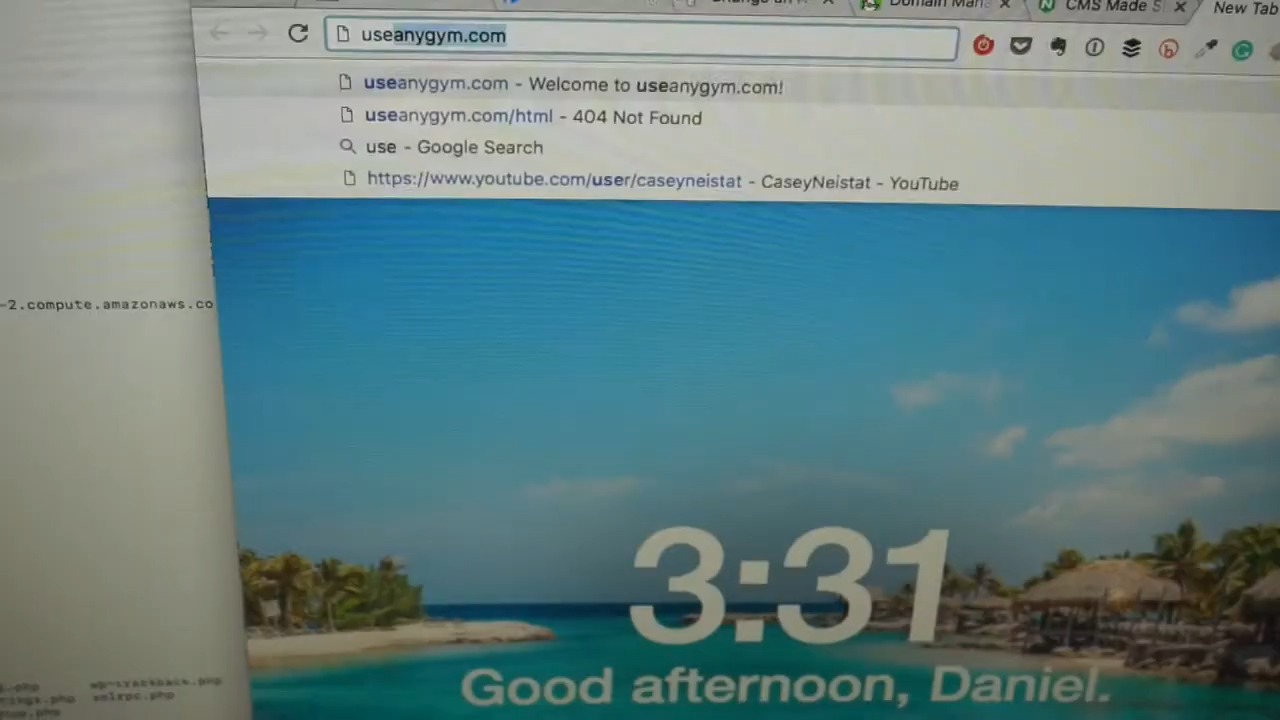 Domain Man
CMS Made S
New Tab
useanygym.com
useanygym.com - Welcome to useanygym.com!
useanygym.com/html - 404 Not Found
use - Google Search
https://www.youtube.com/user/caseyneistat - CaseyNeistat - YouTube
-2.compute.amazonaws.co
3:31
Good afternoon, Daniel.
xmlrpc.php